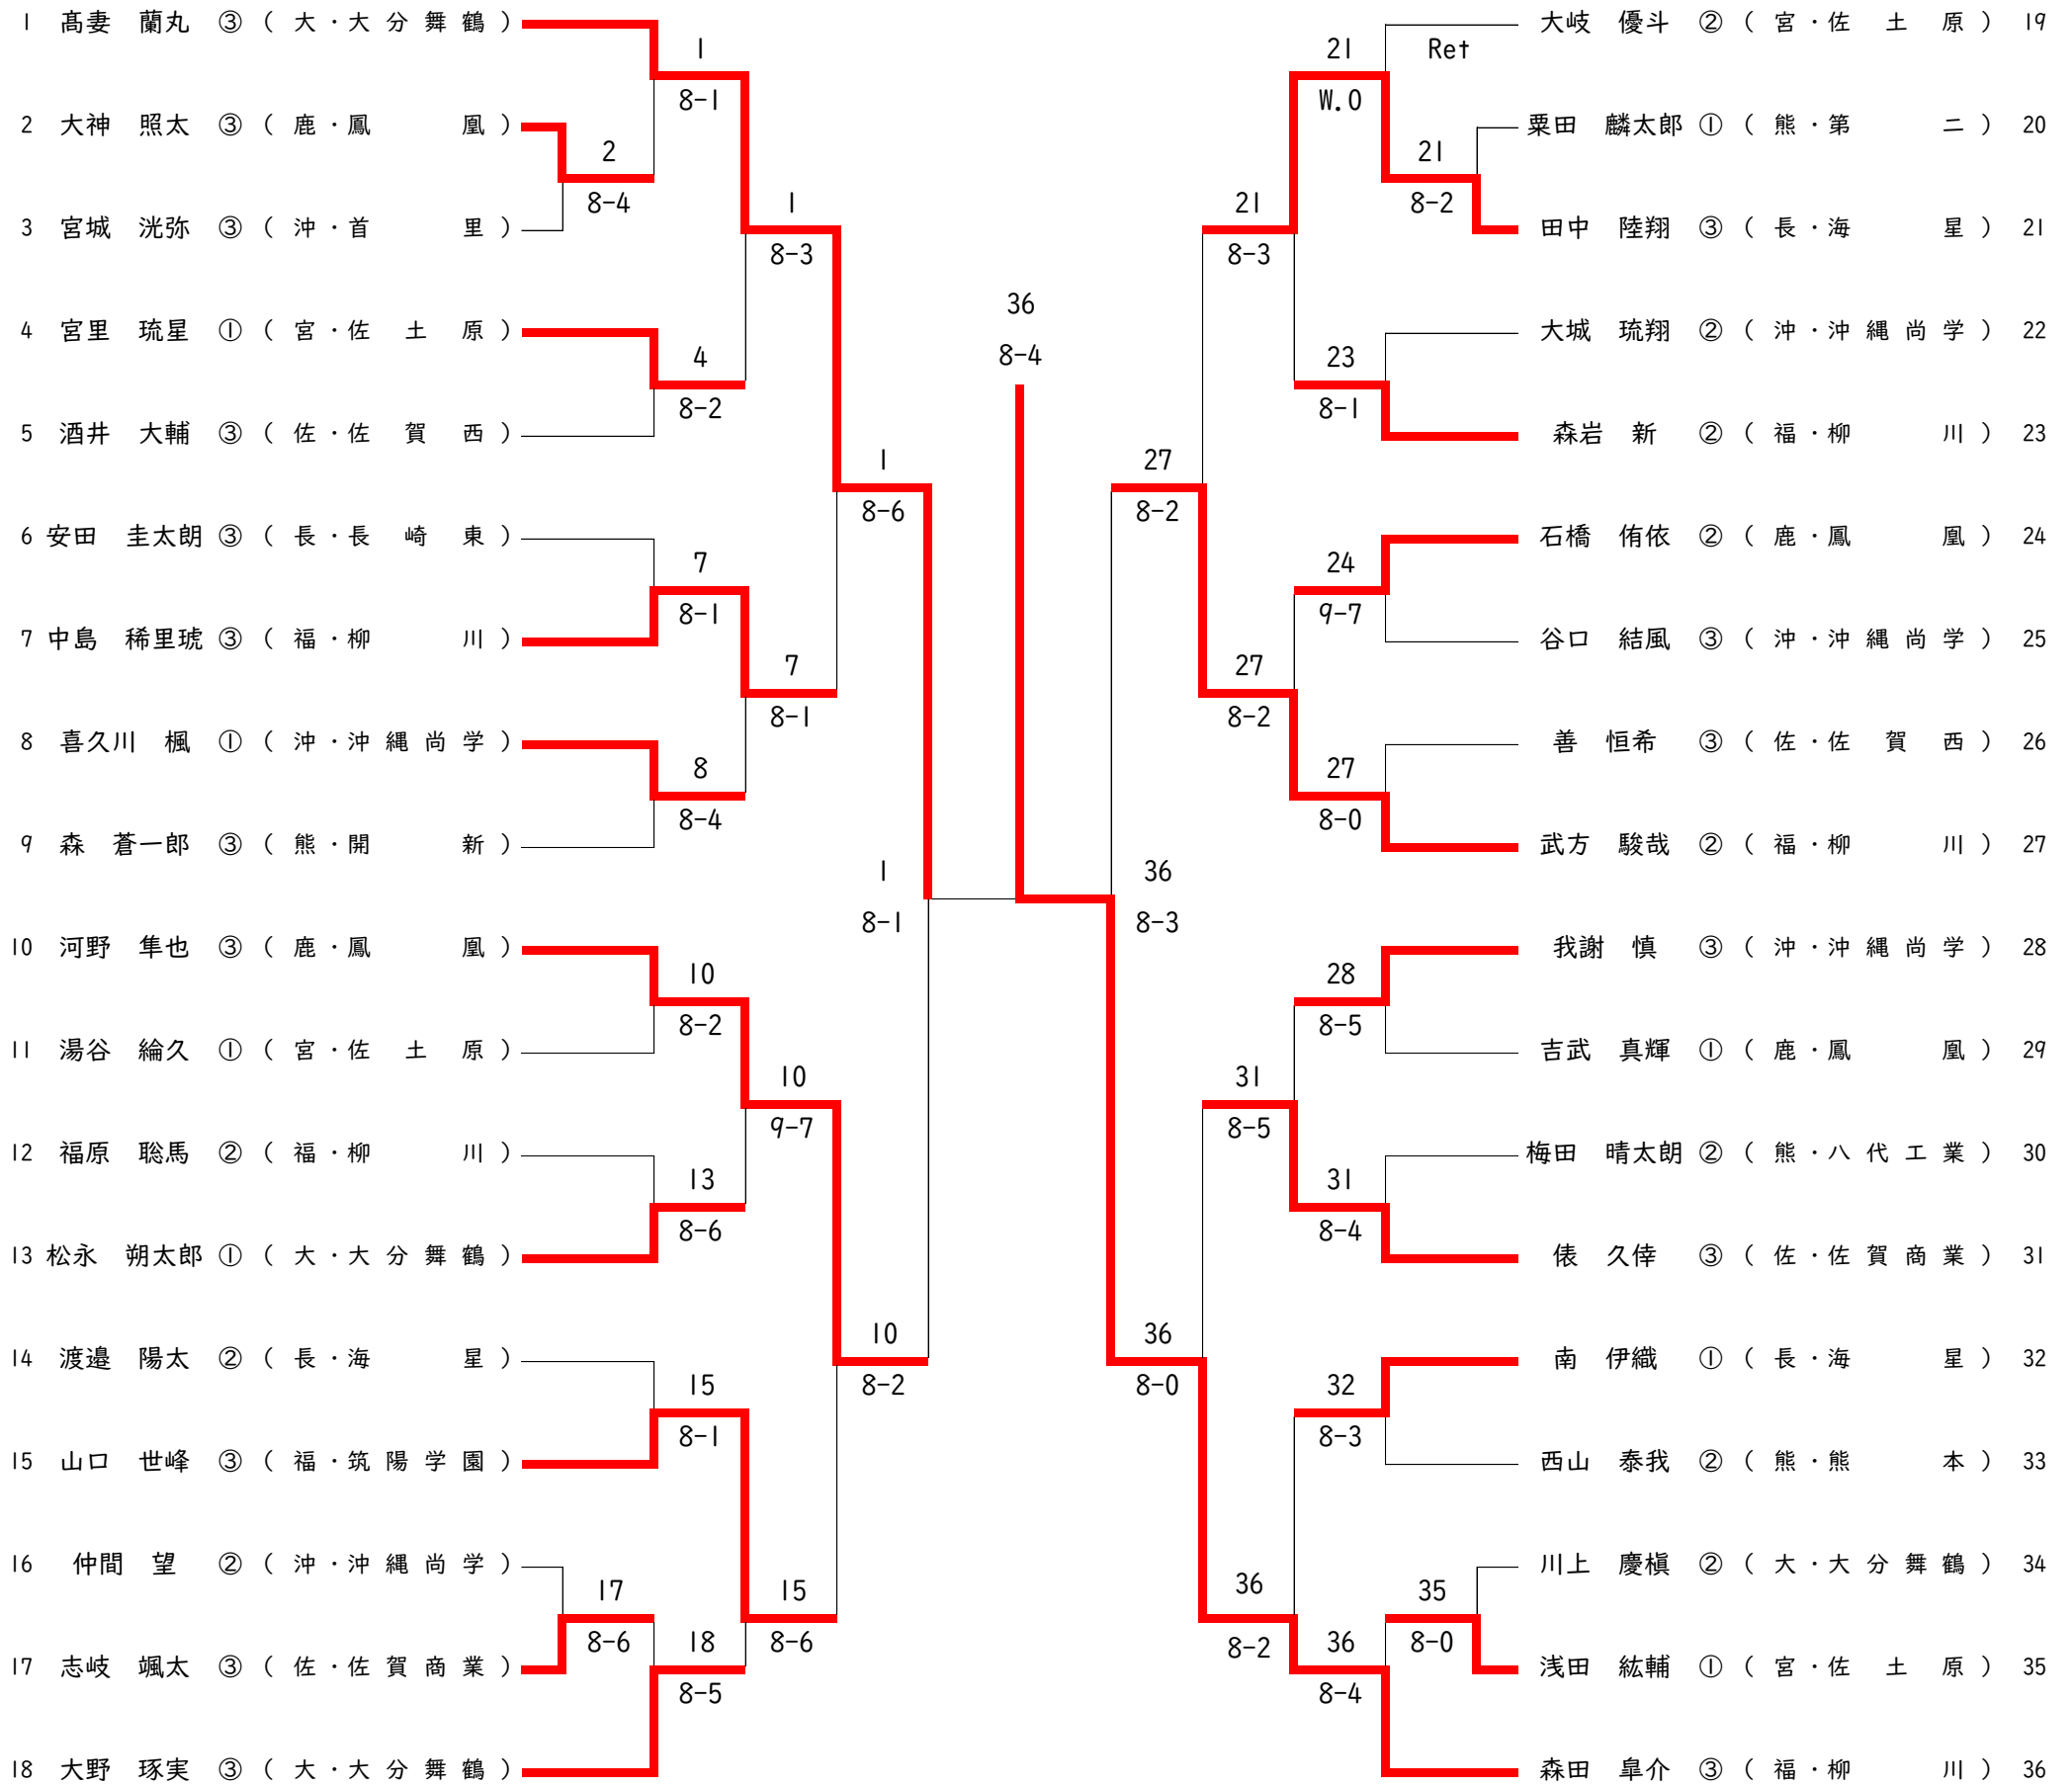 1 髙妻 蘭丸 ③ ( 大・大分舞鶴 )
2 大神 照太 ③ ( 鹿・鳳凰 )
3 宮城 洸弥 ③ ( 沖・首里 )
4 宮里 琉星 ① ( 宮・佐土原 )
5 酒井 大輔 ③ ( 佐・佐賀西 )
6 安田 圭太朗 ③ ( 長・長崎東 )
7 中島 稀里琥 ③ ( 福・柳川 )
8 喜久川 楓 ① ( 沖・沖縄尚学 )
9 森 蒼一郎 ③ ( 熊・開新 )
10 河野 隼也 ③ ( 鹿・鳳凰 )
11 湯谷 綸久 ① ( 宮・佐土原 )
12 福原 聡馬 ② ( 福・柳川 )
13 松永 朔太郎 ① ( 大・大分舞鶴 )
14 渡邉 陽太 ② ( 長・海星 )
15 山口 世峰 ③ ( 福・筑陽学園 )
16 仲間 望 ② ( 沖・沖縄尚学 )
17 志岐 颯太 ③ ( 佐・佐賀商業 )
18 大野 琢実 ③ ( 大・大分舞鶴 )
2
8-4
17
8-6
1
8-1
4
8-2
7
8-1
8
8-4
10
8-2
13
8-6
15
8-1
18
8-5
1
8-3
7
8-1
10
9-7
15
8-6
1
8-6
10
8-2
1
8-1
36
8-4
36
8-3
27
8-2
36
8-0
21
8-3
27
8-2
31
8-5
36
8-2
21
W.O
23
8-1
24
9-7
27
8-0
28
8-5
31
8-4
32
8-3
36
8-4
Ret
21
8-2
35
8-0
大岐 優斗 ② ( 宮・佐土原 ) 19
粟田 麟太郎 ① ( 熊・第二 ) 20
田中 陸翔 ③ ( 長・海星 ) 21
大城 琉翔 ② ( 沖・沖縄尚学 ) 22
森岩 新 ② ( 福・柳川 ) 23
石橋 侑依 ② ( 鹿・鳳凰 ) 24
谷口 結風 ③ ( 沖・沖縄尚学 ) 25
善 恒希 ③ ( 佐・佐賀西 ) 26
武方 駿哉 ② ( 福・柳川 ) 27
我謝 慎 ③ ( 沖・沖縄尚学 ) 28
吉武 真輝 ① ( 鹿・鳳凰 ) 29
梅田 晴太朗 ② ( 熊・八代工業 ) 30
俵 久倖 ③ ( 佐・佐賀商業 ) 31
南 伊織 ① ( 長・海星 ) 32
西山 泰我 ② ( 熊・熊本 ) 33
川上 慶槇 ② ( 大・大分舞鶴 ) 34
浅田 紘輔 ① ( 宮・佐土原 ) 35
森田 皐介 ③ ( 福・柳川 ) 36